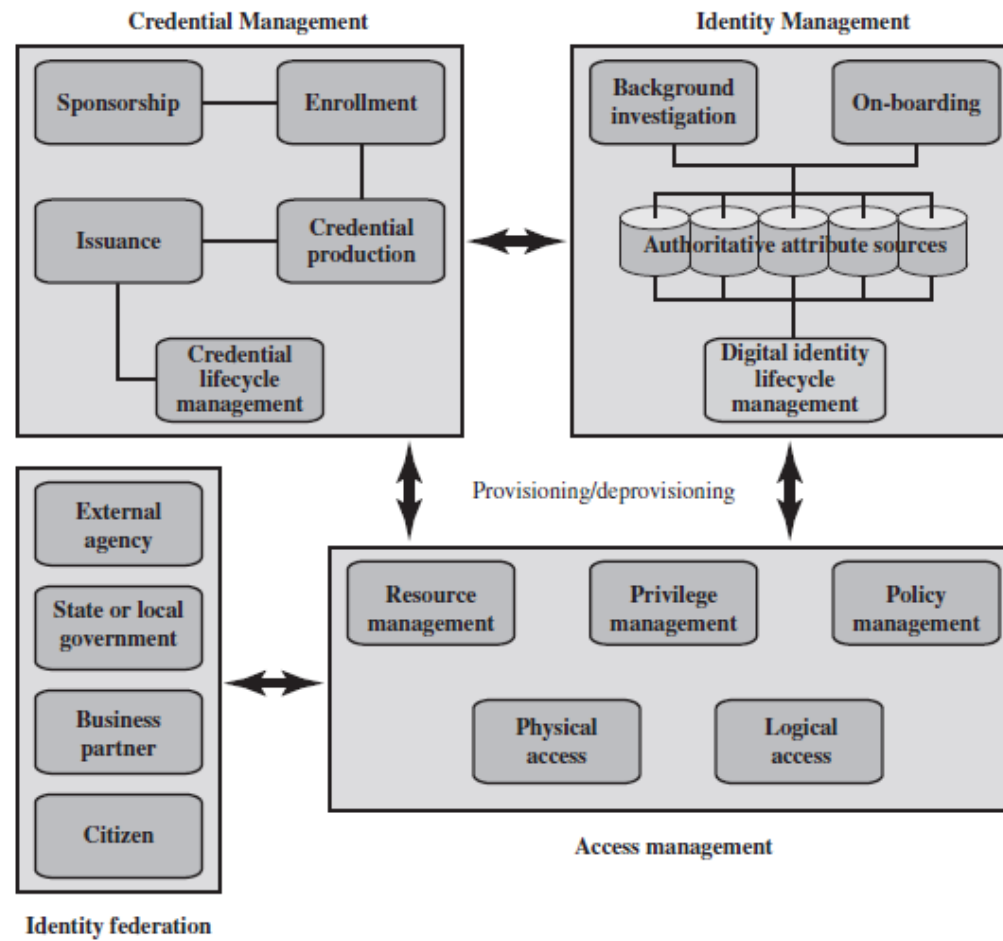 Credential Management
Sponsorship
Enrollment
Issuance
Credential
production
Credential
lifecycle
management
Identity Management
Background
investigation
On-boarding
Authoritative attribute sources
Digital identity
lifecycle
management
Provisioning/deprovisioning
External
agency
State or local
government
Business
partner
Citizen
Identity federation
Resource
management
Privilege
management
Policy
management
Physical
access
Logical
access
Access management